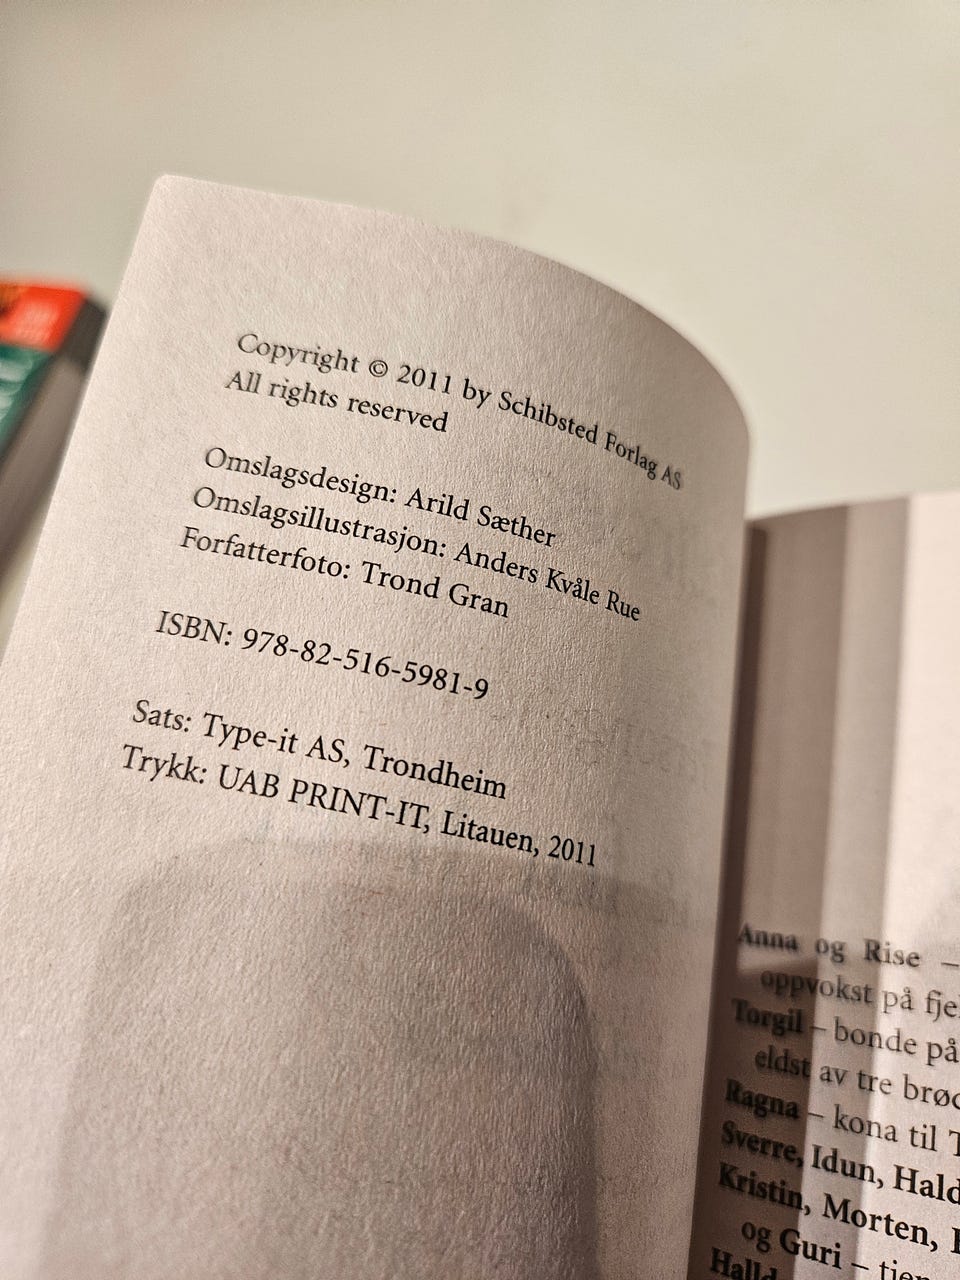 Copyright © 2011 by Schibsted Forlag AS
All rights reserved
Omslagsdesign: Arild Sæther
Omslagsillustrasjon: Anders Kvåle Rue
Forfatterfoto: Trond Gran
ISBN: 978-82-516-5981-9
Sats: Type-it AS, Trondheim
Trykk: UAB PRINT-IT, Litauen, 2011
Anna og Rise –
oppvokst på
Torgil – bonde på
eldst av tre
Ragna – kona til
Sverre, Idun,
Kristin, Morten,
og Guri –